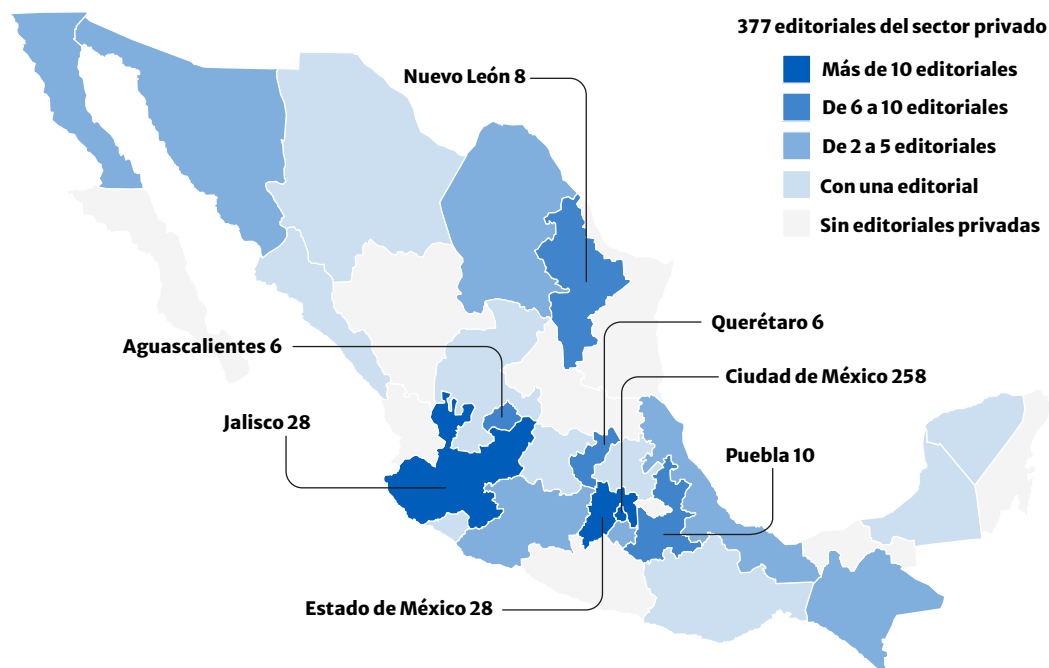 377 editoriales del sector privado
Más de 10 editoriales
De 6 a 10 editoriales
De 2 a 5 editoriales
Con una editorial
Sin editoriales privadas
Nuevo León 8
Querétaro 6
Aguascalientes 6
Ciudad de México 258
Jalisco 28
Puebla 10
Estado de México 28